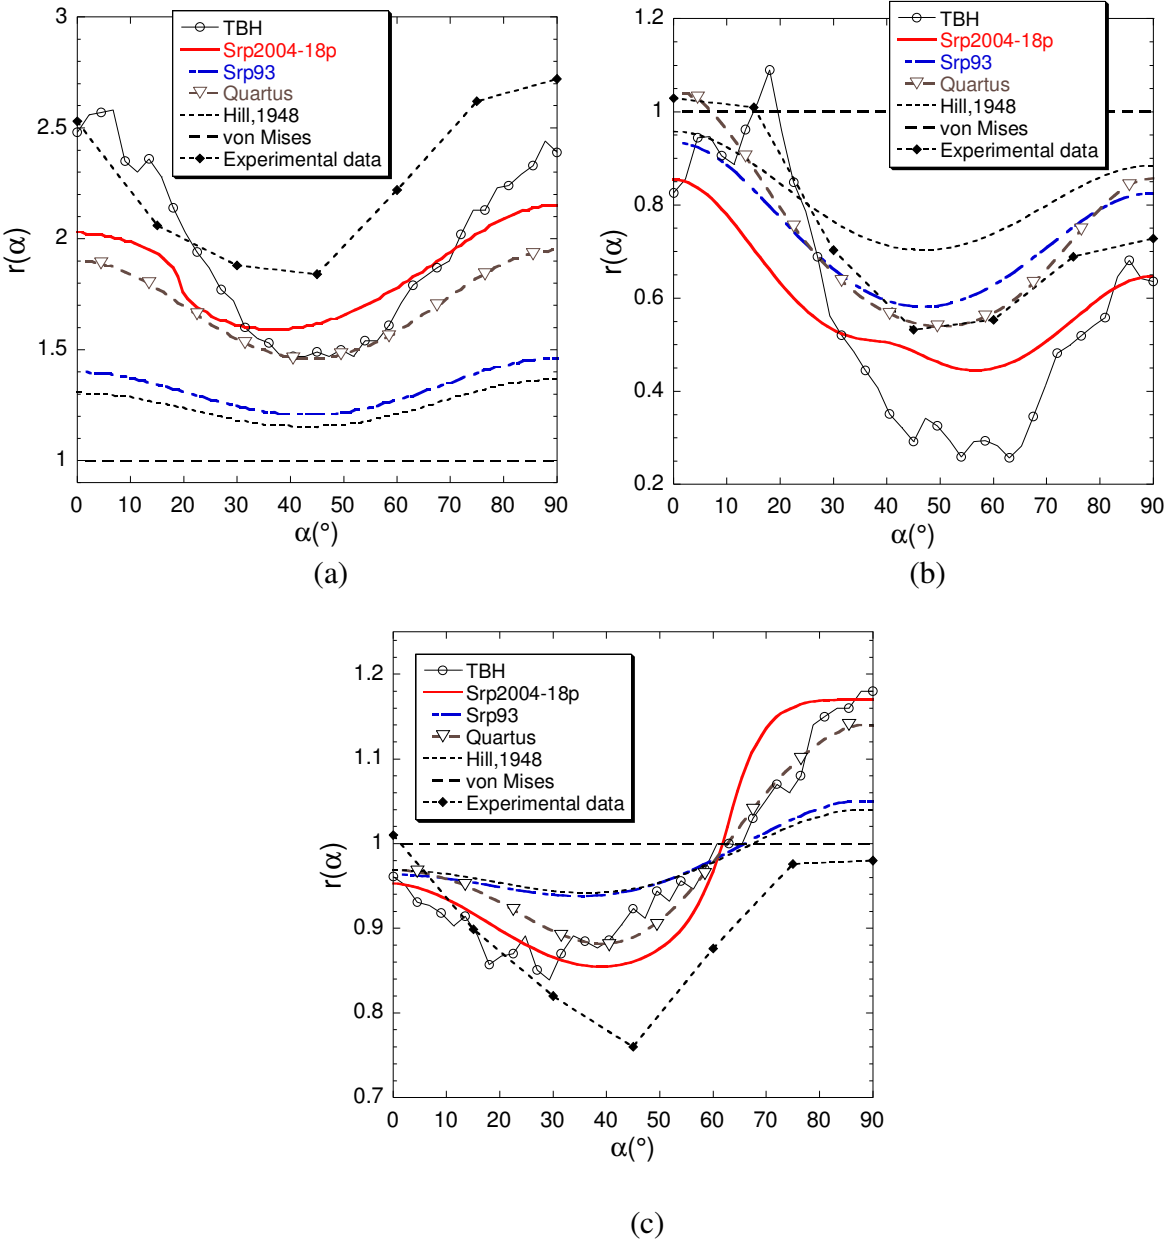 3
2.5
2
1.5
1
r(α)
TBH
Srp2004-18p
Srp93
Quartus
Hill,1948
von Mises
Experimental data
0 10 20 30 40 50 60 70 80 90
α(°)
(a)
1.2
1
0.8
0.6
0.4
0.2
r(α)
TBH
Srp2004-18p
Srp93
Quartus
Hill,1948
von Mises
Experimental data
0 10 20 30 40 50 60 70 80 90
α(°)
(b)
1.2
1.1
1
0.9
0.8
0.7
r(α)
TBH
Srp2004-18p
Srp93
Quartus
Hill,1948
von Mises
Experimental data
0 10 20 30 40 50 60 70 80 90
α(°)
(c)